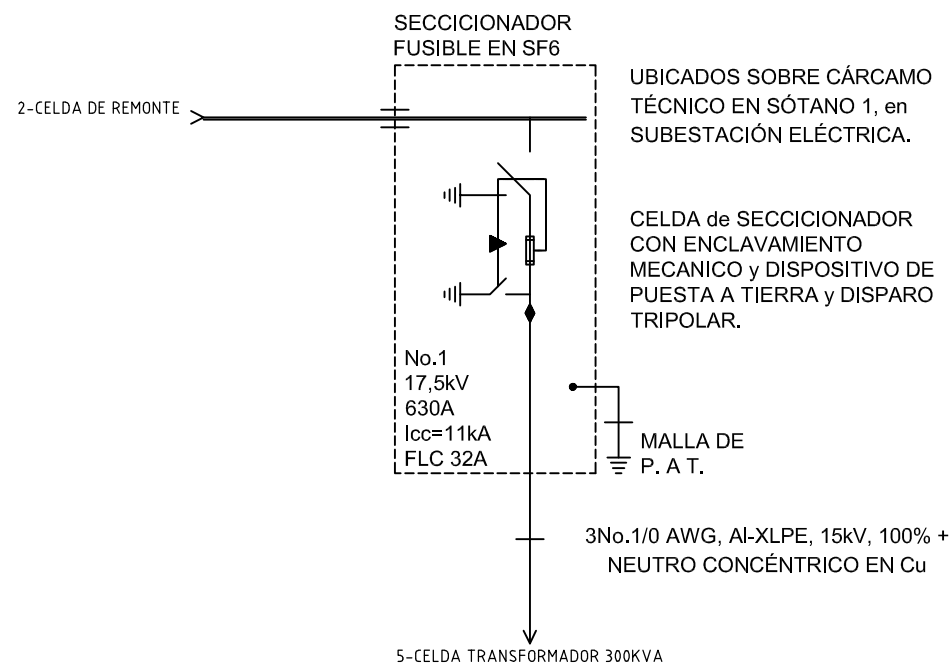 SECCICIONADOR
FUSIBLE EN SF6
2-CELDA DE REMONTE
UBICADOS SOBRE CÁRCAMO
TÉCNICO EN SÓTANO 1, en
SUBESTACIÓN ELÉCTRICA.
CELDA de SECCICIONADOR
CON ENCLAVAMIENTO
MECANICO y DISPOSITIVO DE
PUESTA A TIERRA y DISPARO
TRIPOLAR.
No.1
17,5kV
630A
Icc=11kA
FLC 32A
MALLA DE
P. A T.
3No.1/0 AWG, Al-XLPE, 15kV, 100% +
NEUTRO CONCÉNTRICO EN Cu
5-CELDA TRANSFORMADOR 300KVA